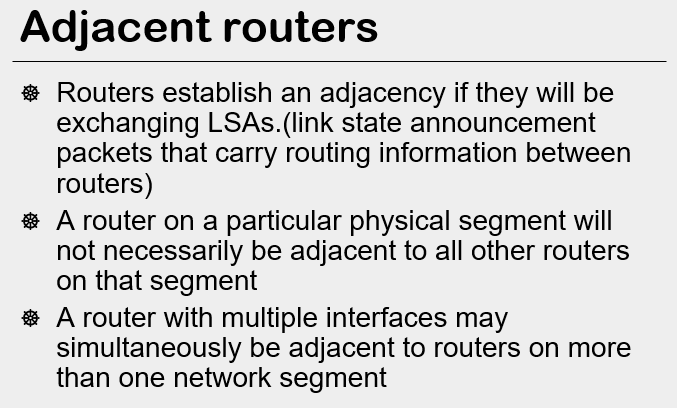 Adjacent routers
Routers establish an adjacency if they will be
exchanging LSAs.(link state announcement
packets that carry routing information between
routers)
A router on a particular physical segment will
not necessarily be adjacent to all other routers
on that segment
A router with multiple interfaces may
simultaneously be adjacent to routers on more
than one network segment